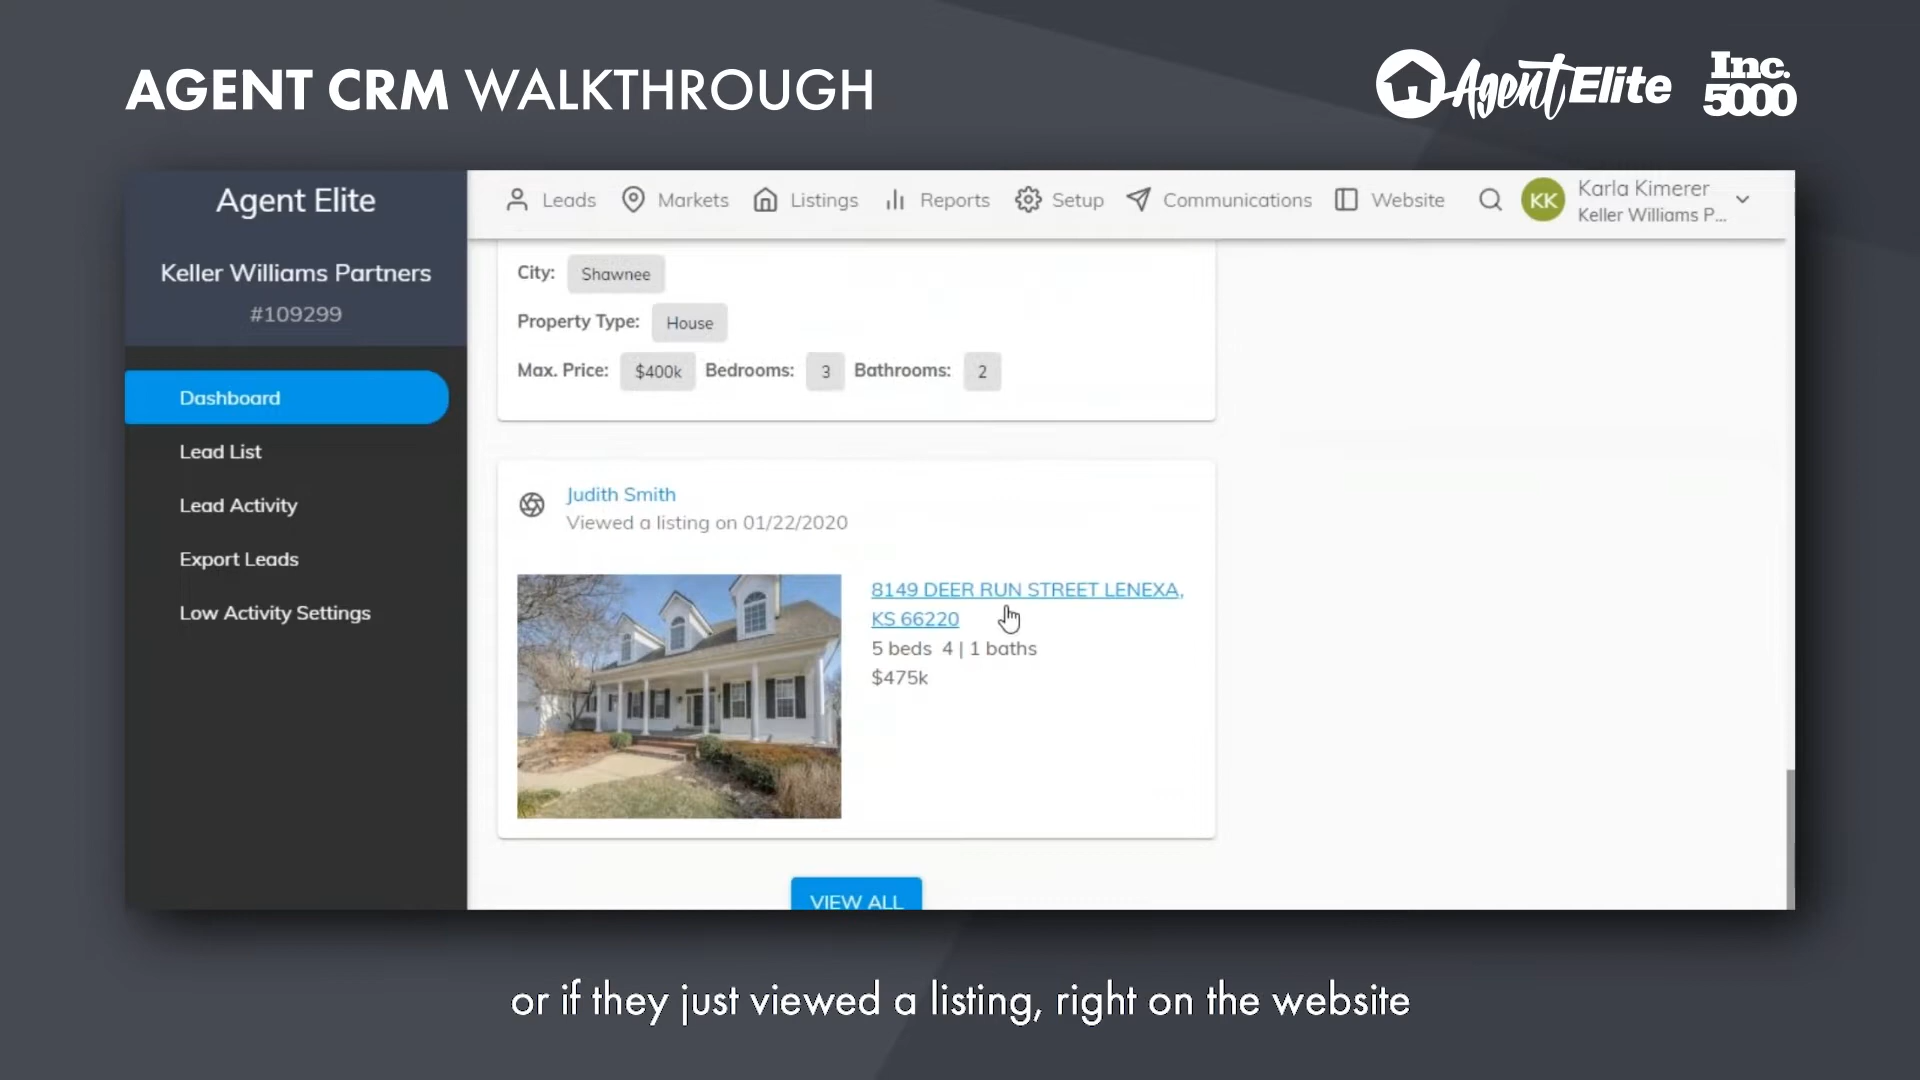 AGENT CRM WALKTHROUGH
AgentElite
Inc.
5000
Agent Elite
Keller Williams Partners
#109299
Dashboard
Lead List
Lead Activity
Export Leads
Low Activity Settings
Leads Markets Listings Reports Setup Communications Website
KK
Karla Kimerer
Keller Williams P...
City: Shawnee
Property Type: House
Max. Price: $400k Bedrooms: 3 Bathrooms: 2
Judith Smith
Viewed a listing on 01/22/2020
8149 DEER RUN STREET LENEXA,
KS 66220
5 beds 4 | 1 baths
$475k
VIEW ALL
or if they just viewed a listing, right on the website